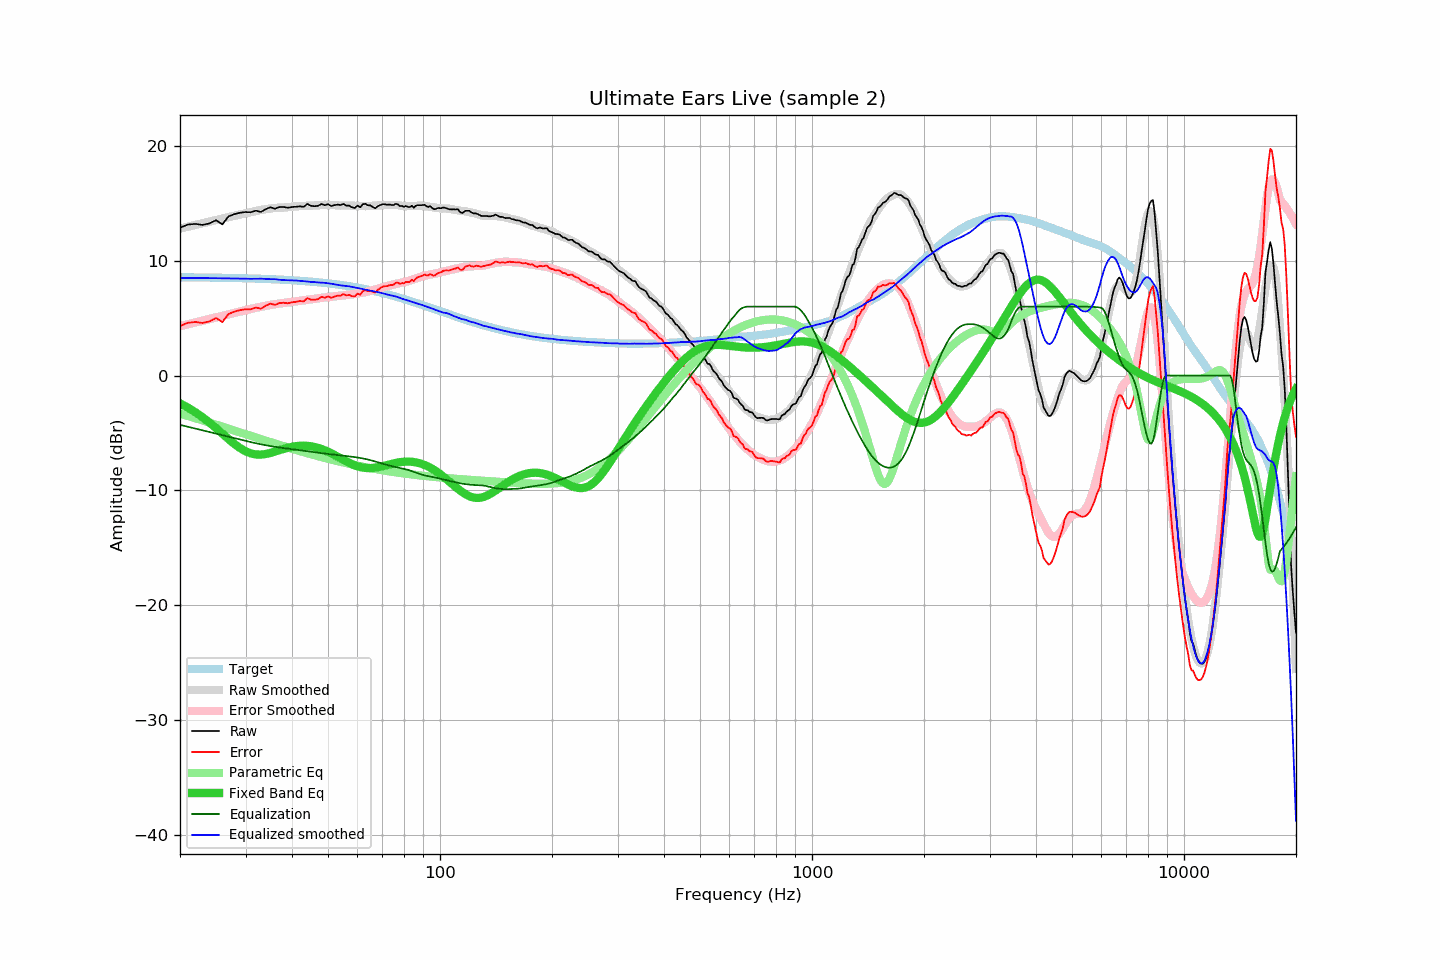 Ultimate Ears Live (sample 2)
20
10
0
−10
−20
−30
−40
Amplitude (dBr)
Target
Raw Smoothed
Error Smoothed
Raw
Error
Parametric Eq
Fixed Band Eq
Equalization
Equalized smoothed
100
1000
10000
Frequency (Hz)